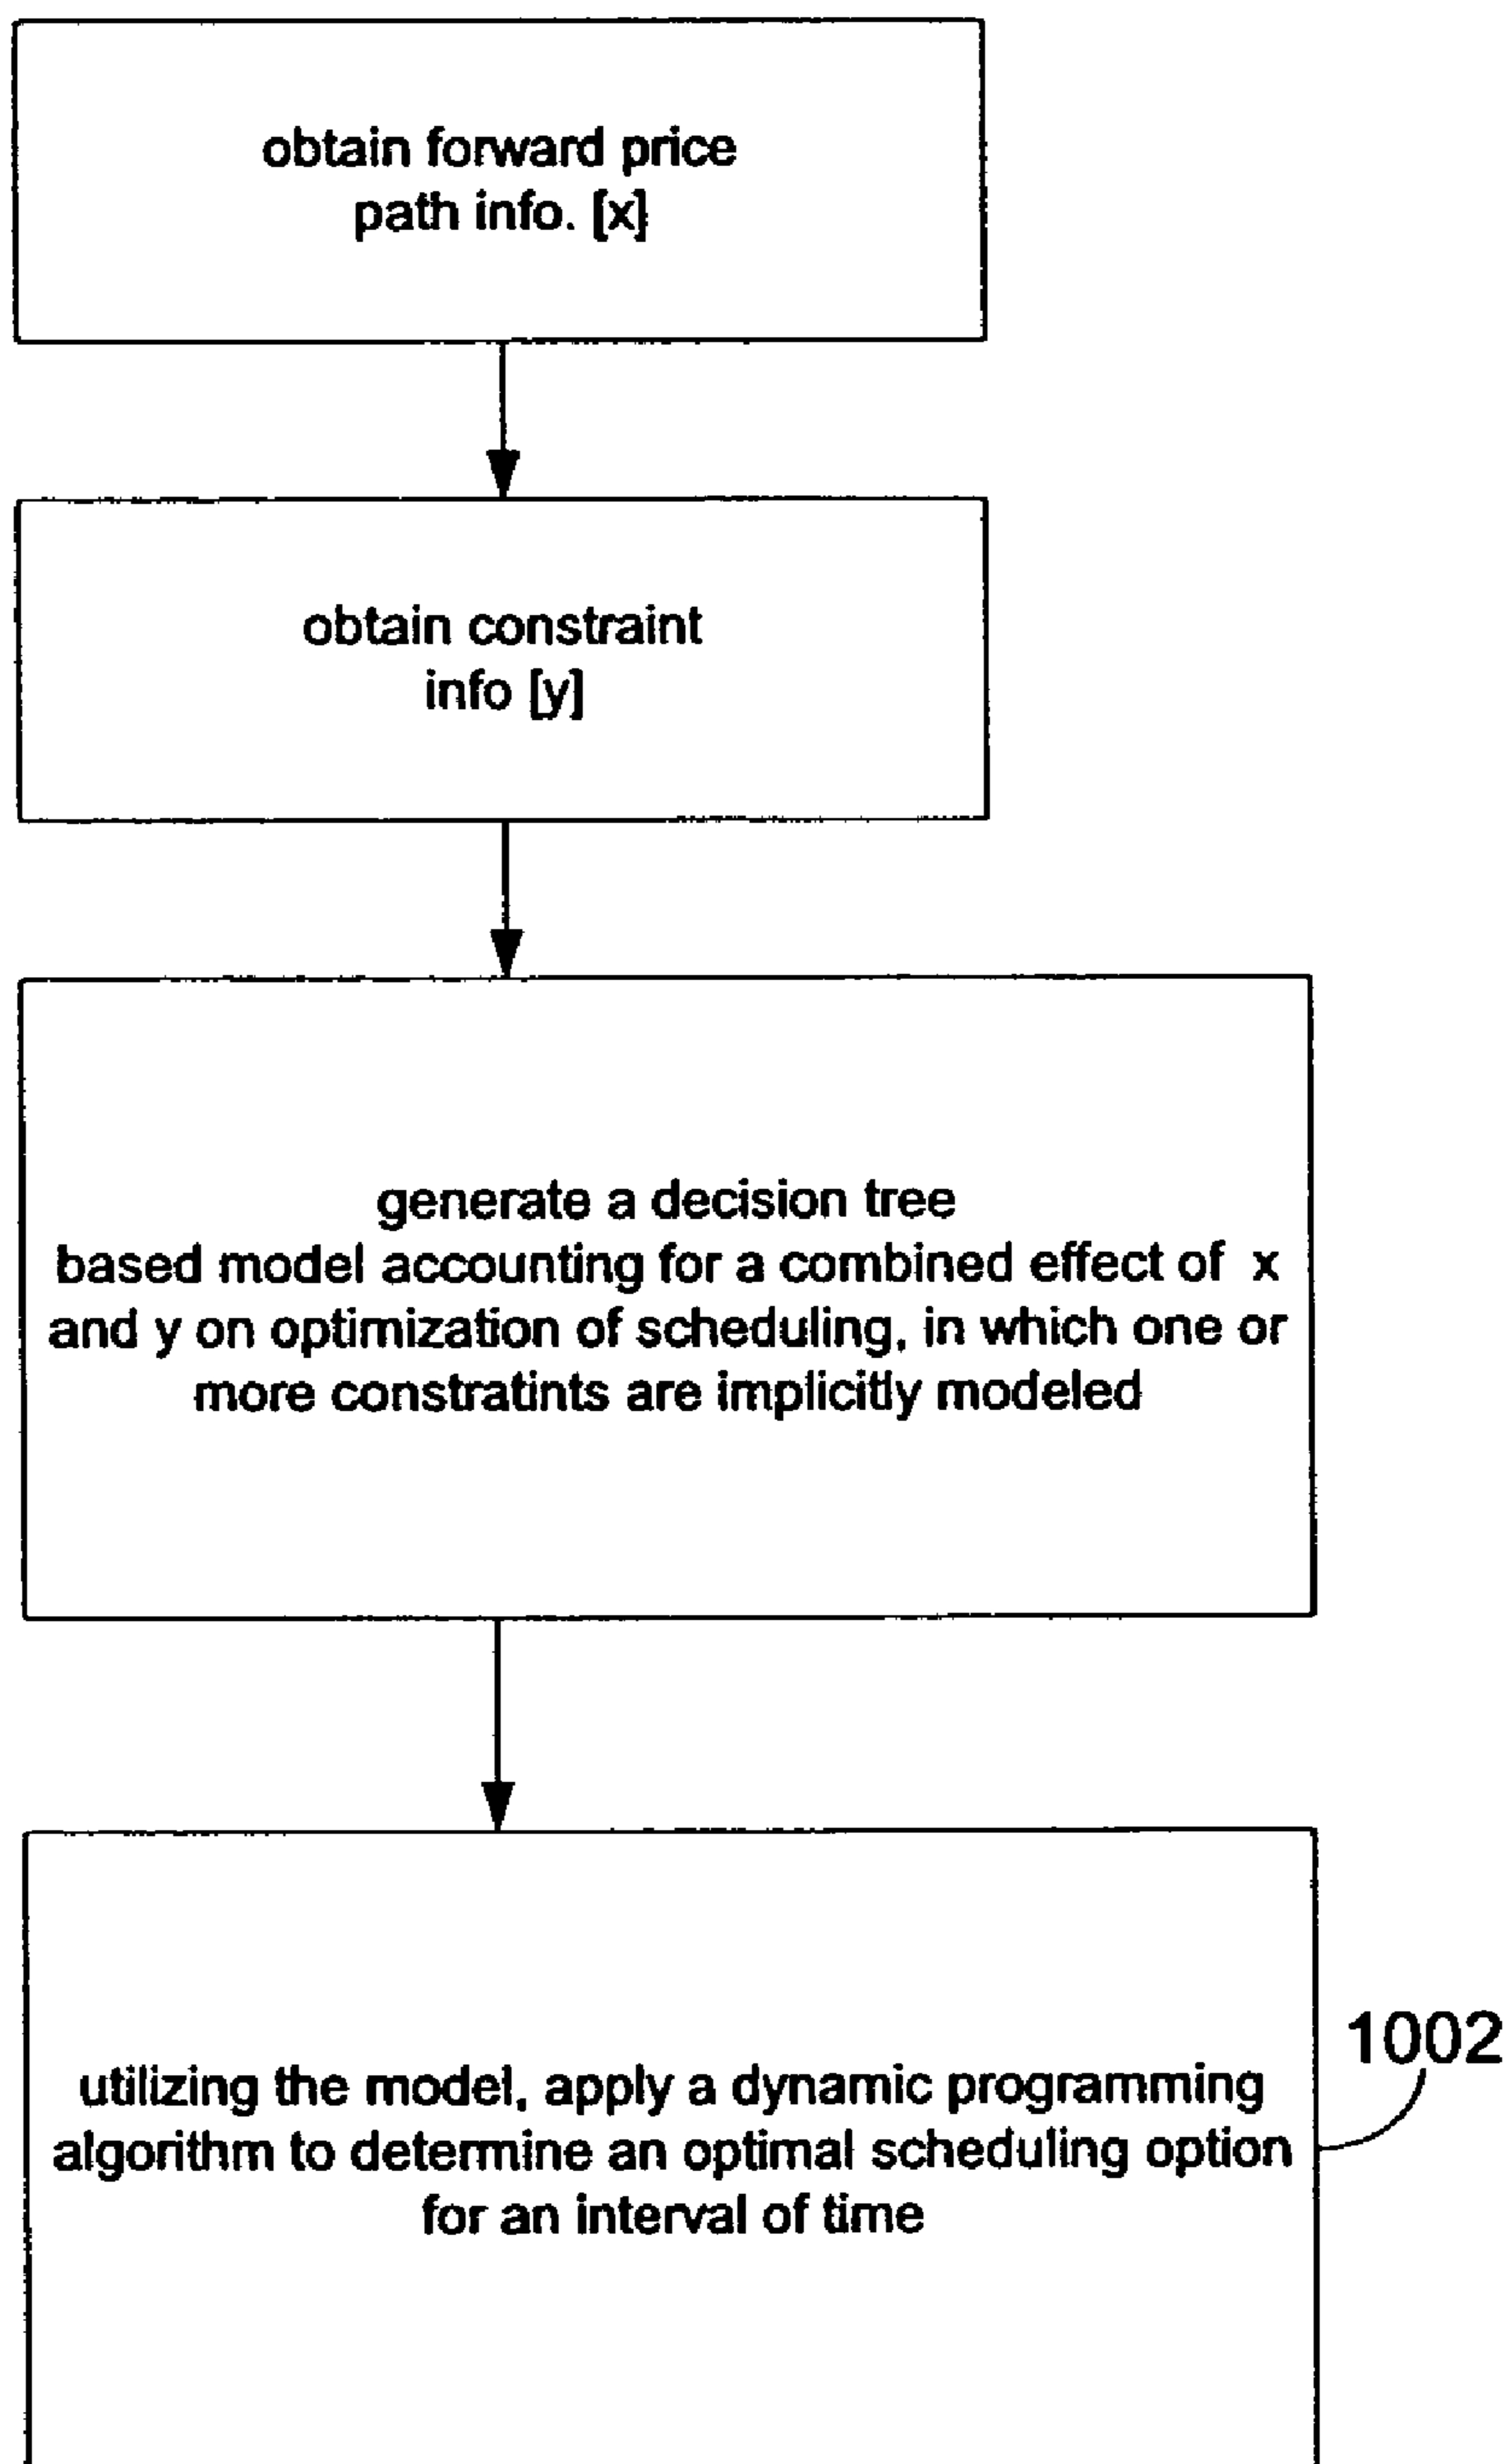 obtain forward price
path info. [x]
obtain constraint
info [y]
generate a decision tree
based model accounting for a combined effect of x
and y on optimization of scheduling, in which one or
more constratints are implicitly modeled
1002
utilizing the model, apply a dynamic programming
algorithm to determine an optimal scheduling option
for an interval of time